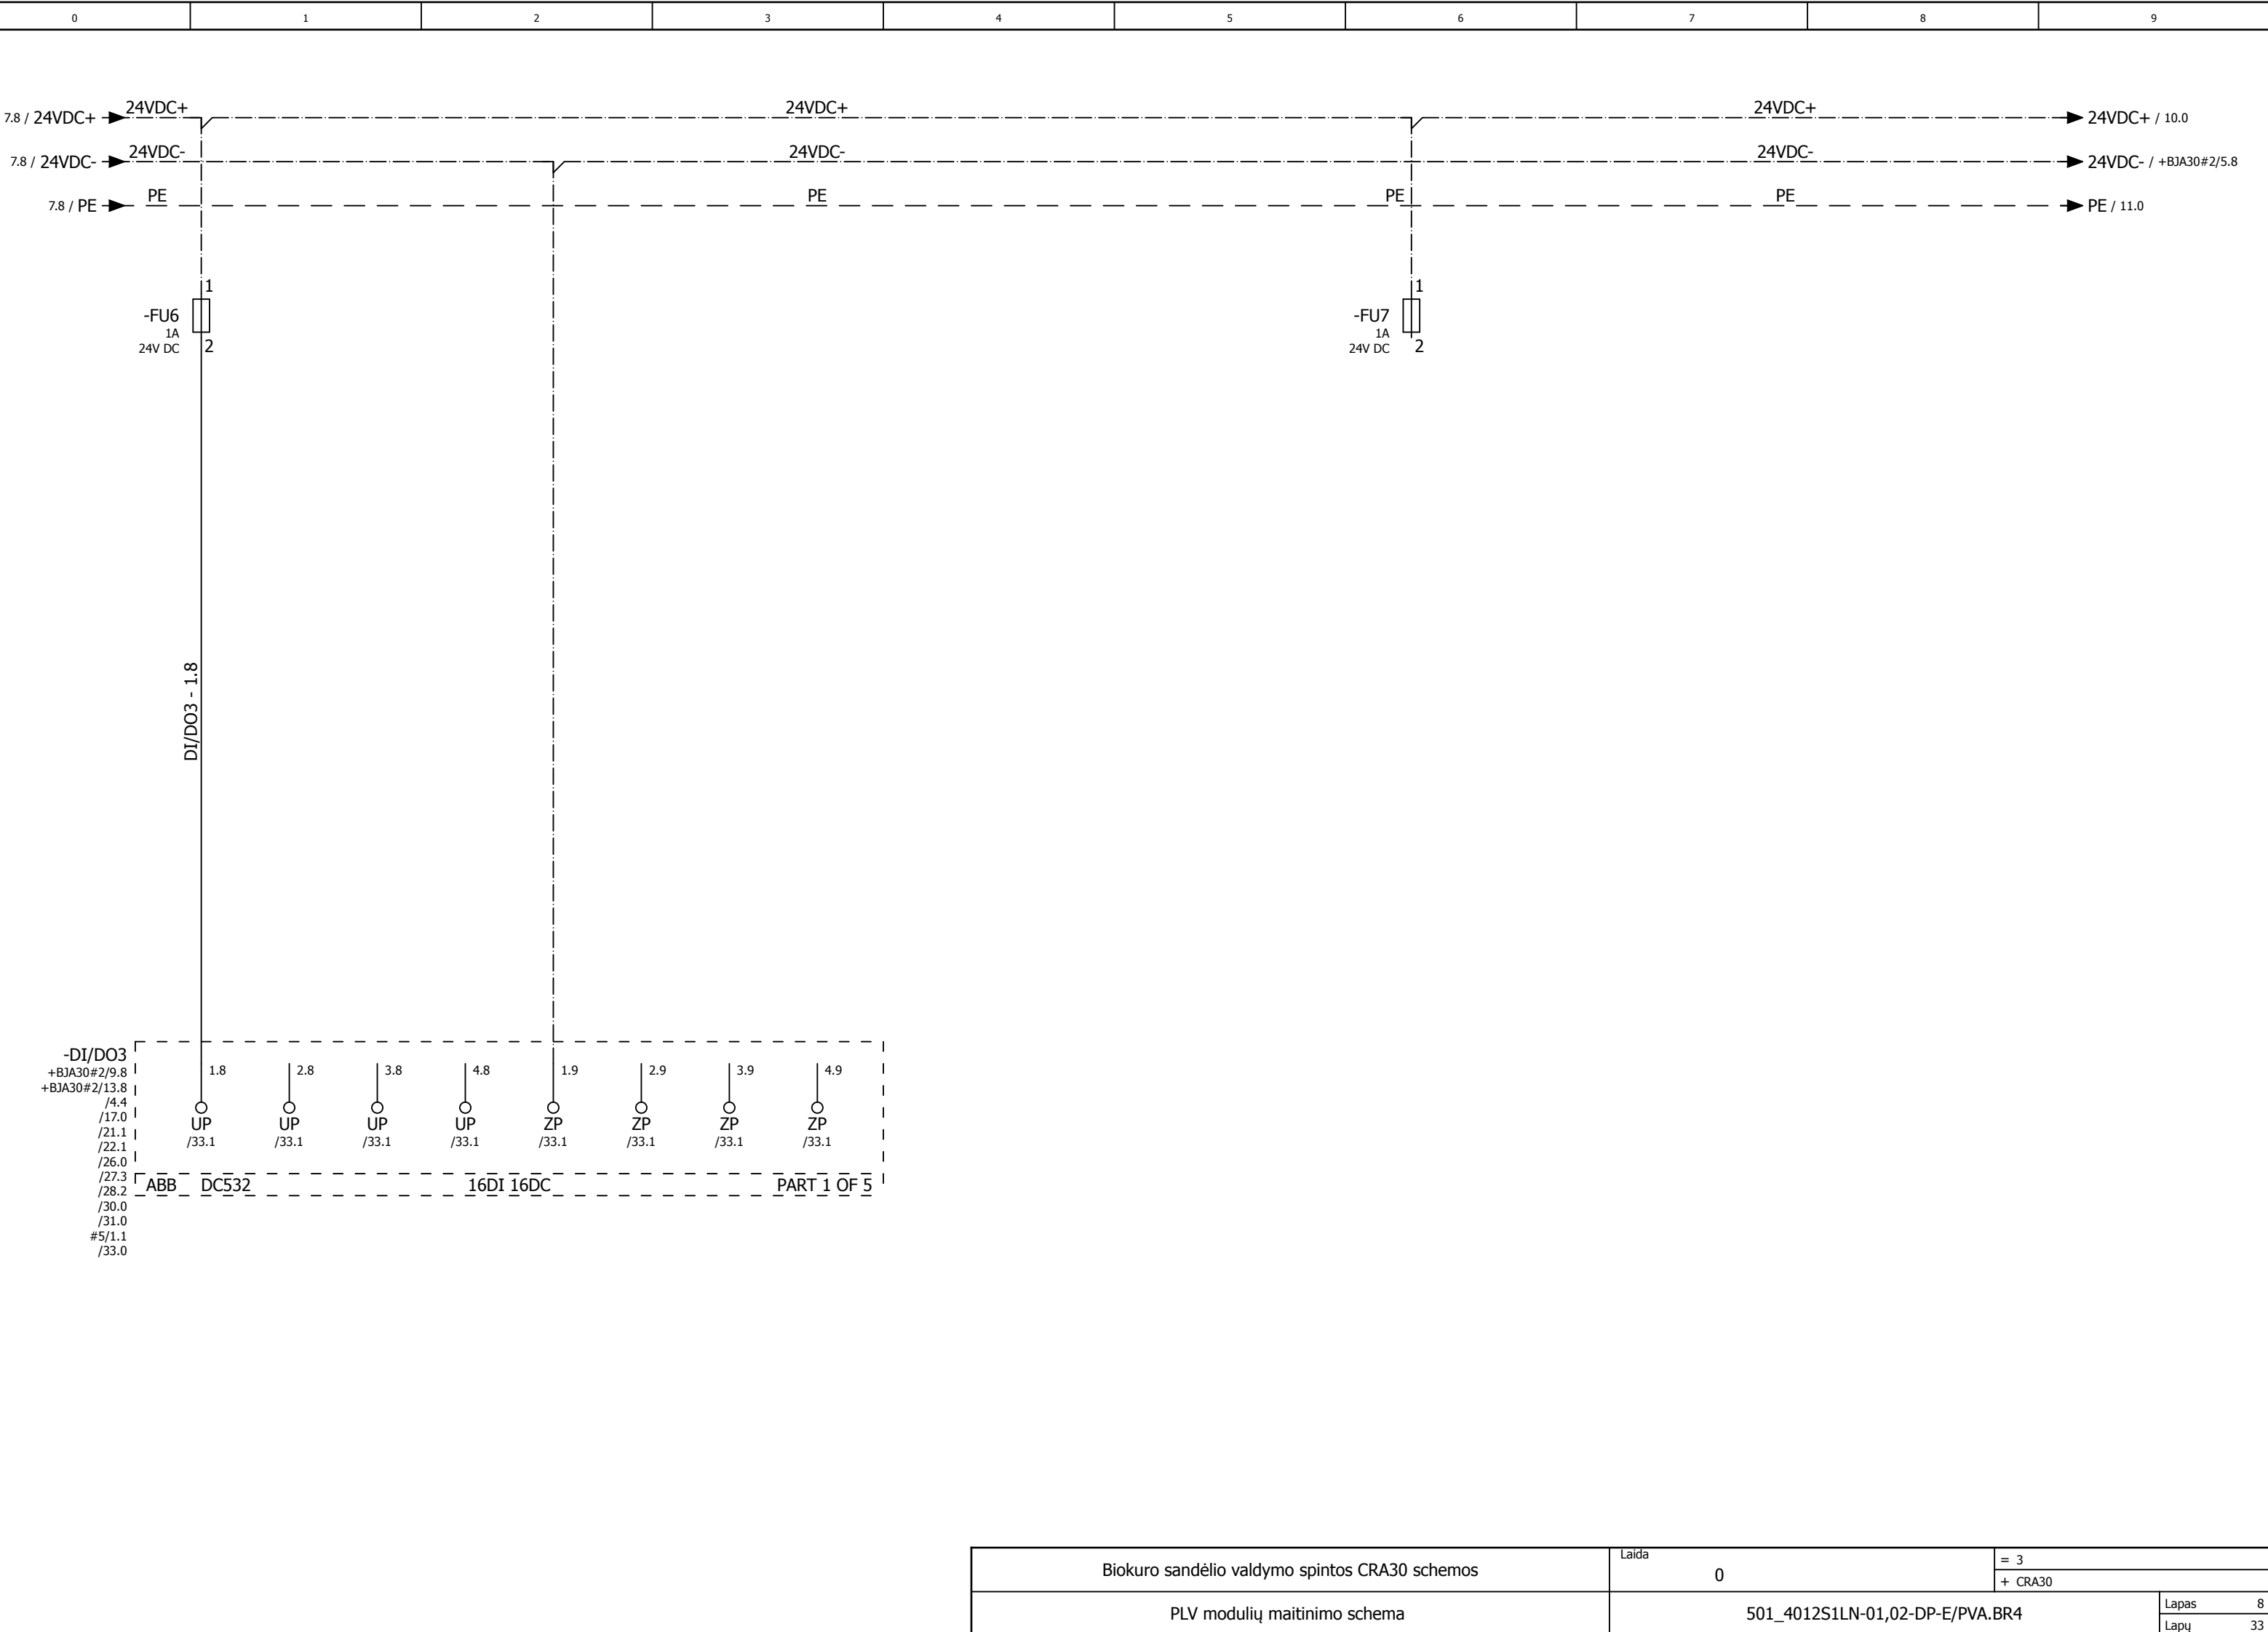 0 1 2 3 4 5 6 7 8 9
24VDC+ 24VDC+ 24VDC+
7.8 / 24VDC+ 24VDC+ / 10.0
24VDC- 24VDC- 24VDC-
7.8 / 24VDC- 24VDC- / +BJA30#2/5.8
PE PE PE PE
7.8 / PE PE / 11.0
1 1
-FU6 -FU7
1A 1A
24V DC 24V DC
2 2
DI/DO3 - 1.8
-DI/DO3
+BJA30#2/9.8
+BJA30#2/13.8
/4.4
/17.0
/21.1
/22.1
/26.0
/27.3
/28.2
/30.0
/31.0
#5/1.1
/33.0
1.8 2.8 3.8 4.8 1.9 2.9 3.9 4.9
UP UP UP UP ZP ZP ZP ZP
/33.1 /33.1 /33.1 /33.1 /33.1 /33.1 /33.1 /33.1
ABB DC532 16DI 16DC PART 1 OF 5
Biokuro sandėlio valdymo spintos CRA30 schemos
Laida
0
= 3
+ CRA30
PLV modulių maitinimo schema
501_4012S1LN-01,02-DP-E/PVA.BR4
Lapas 8
Lapų 33